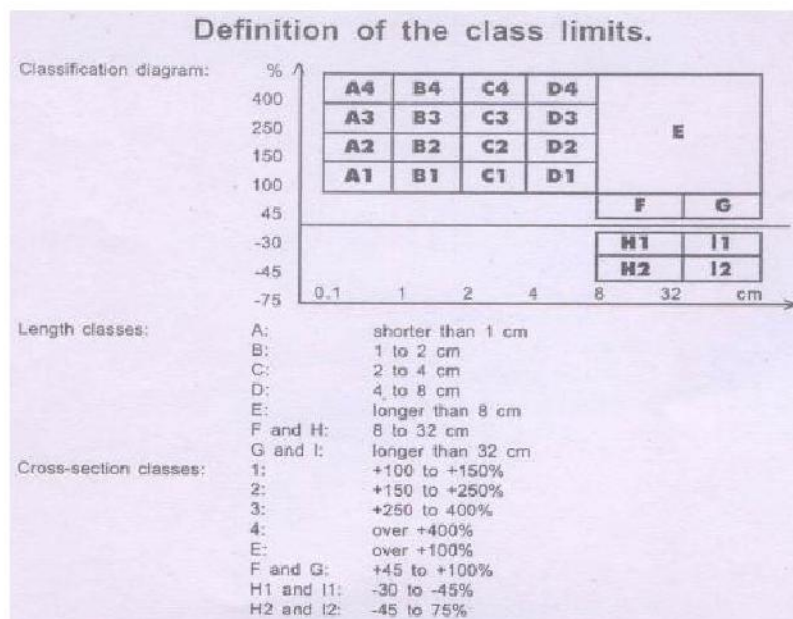 Definition of the class limits.
Classification diagram:
%
400
250
150
100
45
-30
-45
-75
A4 B4 C4 D4
A3 B3 C3 D3
E
A2 B2 C2 D2
A1 B1 C1 D1
F G
H1 I1
H2 I2
0.1 1 2 4 8 32 cm
Length classes: A: shorter than 1 cm
B: 1 to 2 cm
C: 2 to 4 cm
D: 4 to 8 cm
E: longer than 8 cm
F and H: 8 to 32 cm
G and I: longer than 32 cm
Cross-section classes: 1: +100 to +150%
2: +150 to +250%
3: +250 to 400%
4: over +400%
E: over +100%
F and G: +45 to +100%
H1 and I1: -30 to -45%
H2 and I2: -45 to 75%